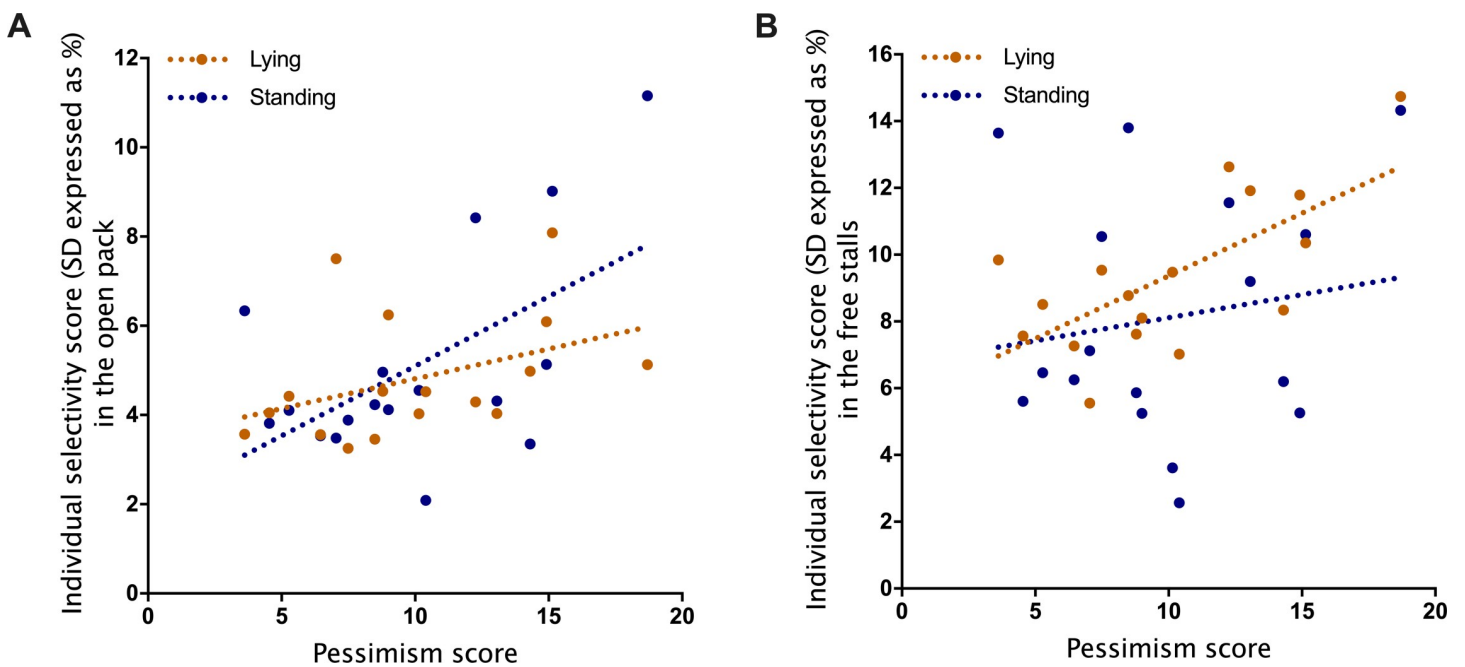 A
Individual selectivity score (SD expressed as %)
in the open pack
12
10
8
6
4
2
0
0
5
10
15
20
Pessimism score
Lying
Standing
B
Individual selectivity score (SD expressed as %)
in the free stalls
16
14
12
10
8
6
4
2
0
0
5
10
15
20
Pessimism score
Lying
Standing